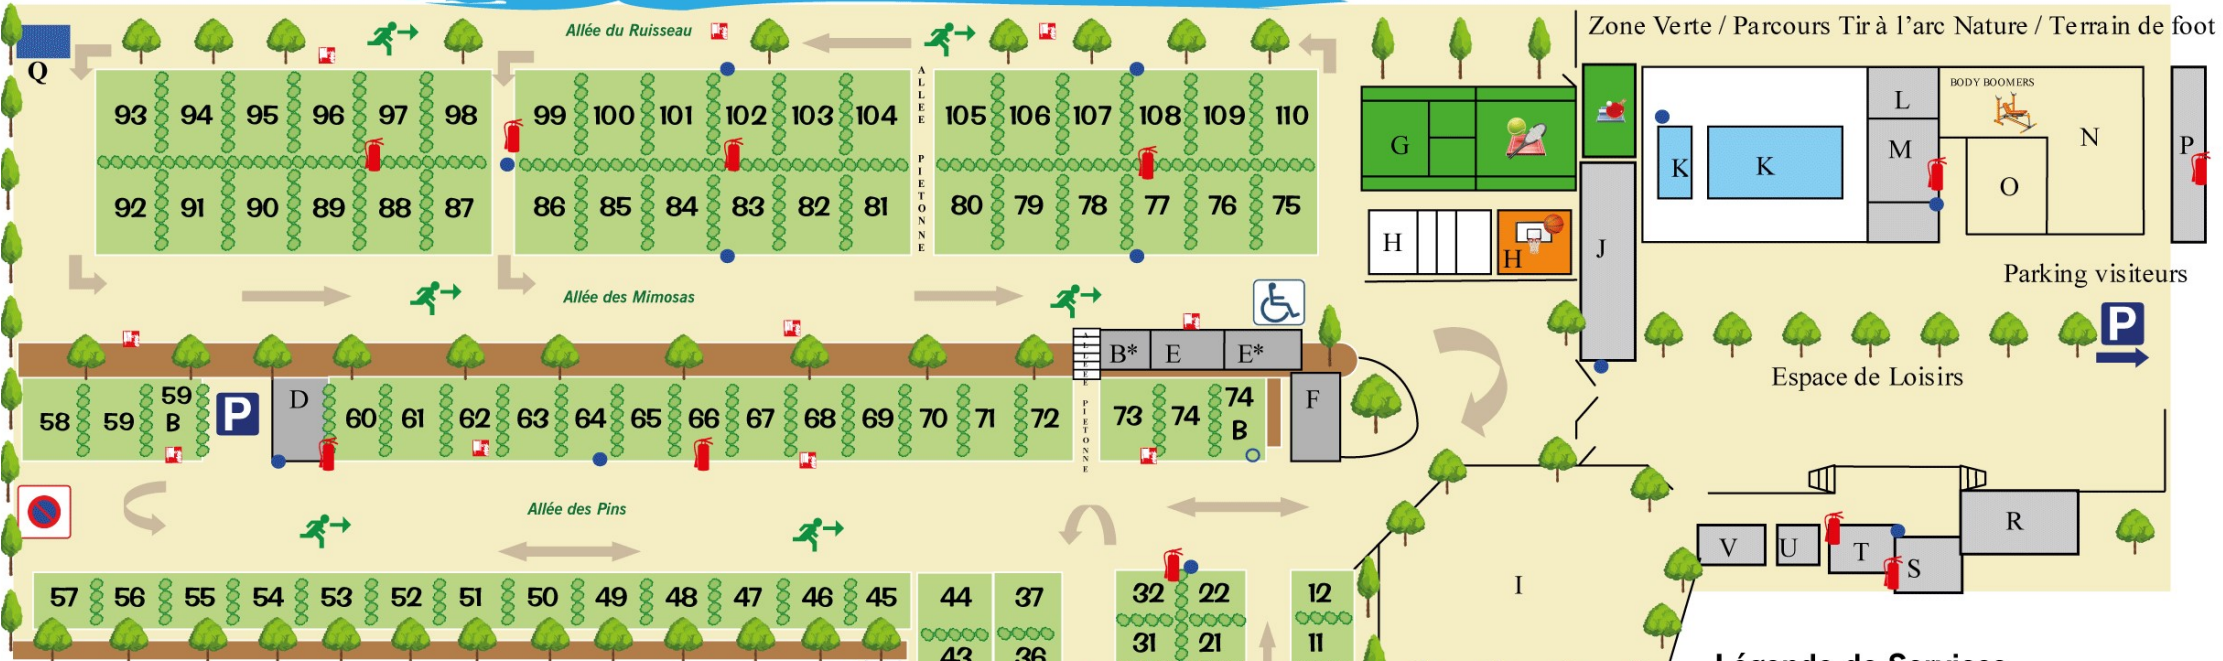 Allée du Ruisseau
Zone Verte / Parcours Tir à l'arc Nature / Terrain de foot
Q
93 94 95 96 97 98
99 100 101 102 103 104
105 106 107 108 109 110
92 91 90 89 88 87
86 85 84 83 82 81
80 79 78 77 76 75
ALLEE PIETONNE
G
H
H
J
K
K
L
M
BODY BOOMERS
N
O
P
Parking visiteurs
P
Allée des Mimosas
B* E E*
F
58 59 59 B
P
D
60 61 62 63 64 65 66 67 68 69 70 71 72
ALLEE PIETONNE
73 74 74 B
Espace de Loisirs
Allée des Pins
57 56 55 54 53 52 51 50 49 48 47 46 45
44 37
43 36
32 22
31 21
12
11
I
V U T S R
Légende de Services